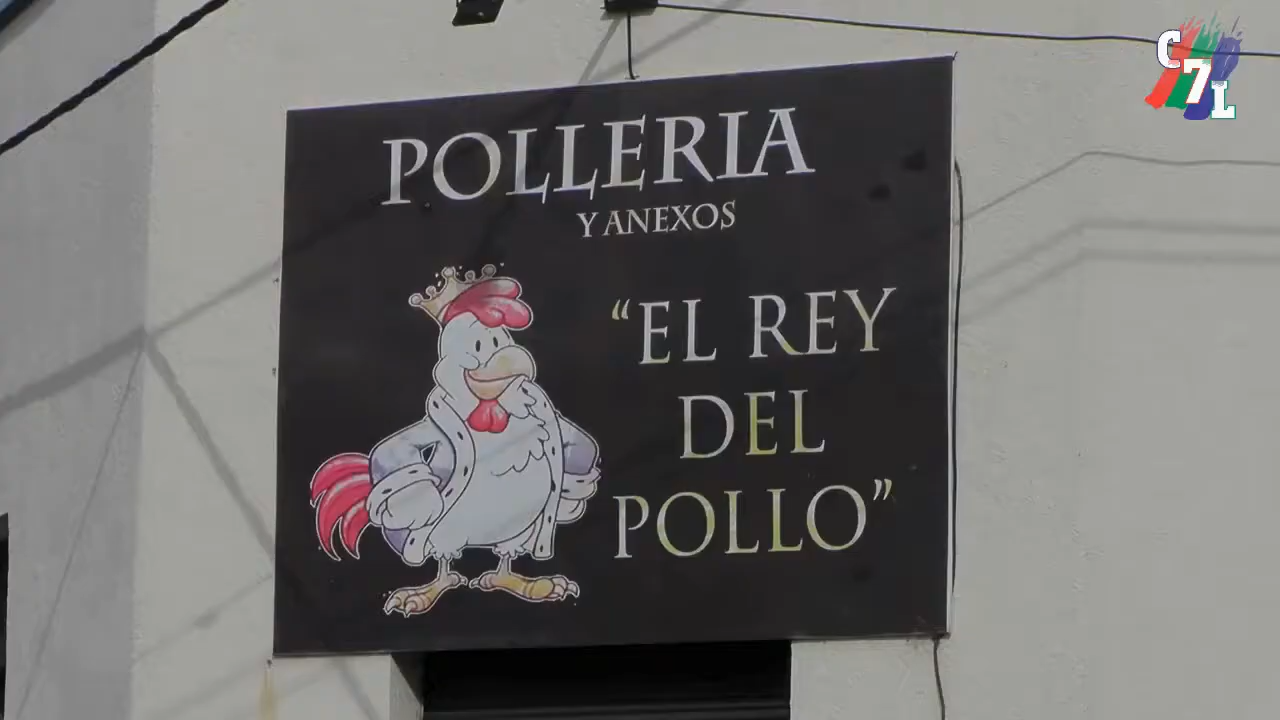 C7L
POLLERIA
Y ANEXOS
“EL REY
DEL
POLLO”